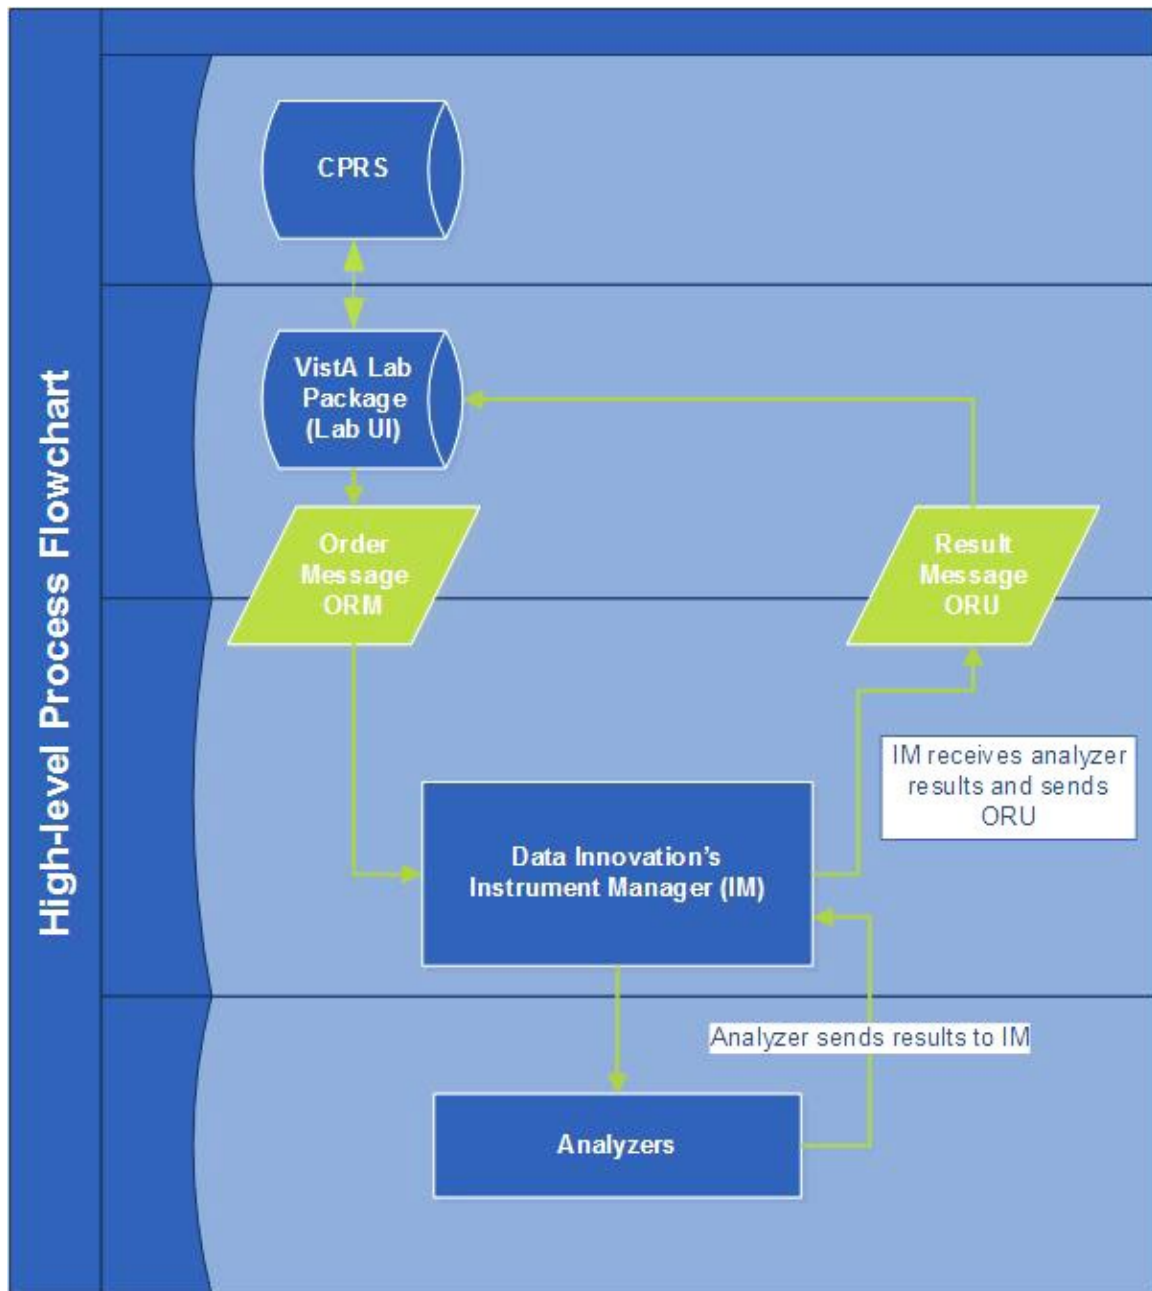 High-level Process Flowchart
CPRS
VistA Lab
Package
(Lab UI)
Order
Message
ORM
Result
Message
ORU
IM receives analyzer
results and sends
ORU
Data Innovation's
Instrument Manager (IM)
Analyzer sends results to IM
Analyzers